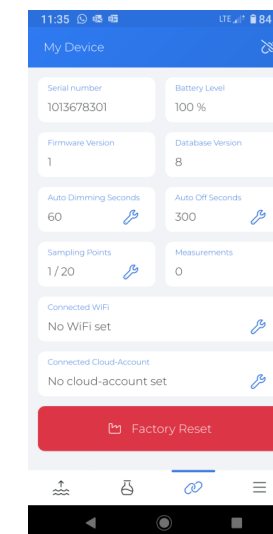 11:35 LTE 84
My Device
Serial number Battery Level
1013678301 100 %
Firmware Version Database Version
1 8
Auto Dimming Seconds Auto Off Seconds
60 300
Sampling Points Measurements
1 / 20 0
Connected WiFi
No WiFi set
Connected Cloud-Account
No cloud-account set
Factory Reset